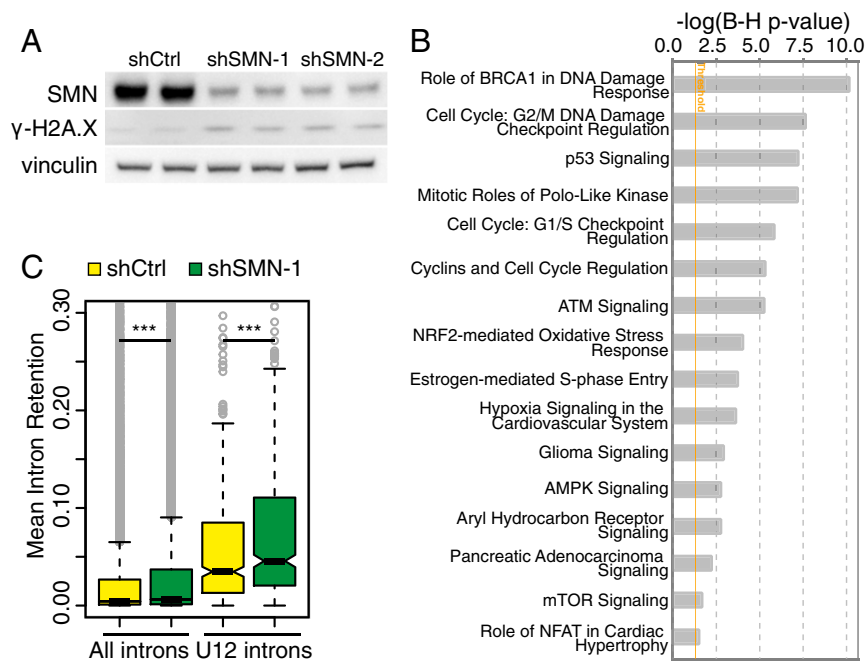 A
shCtrl shSMN-1 shSMN-2
SMN
γ-H2A.X
vinculin
B
-log(B-H p-value)
0.0 2.5 5.0 7.5 10.0
Threshold
Role of BRCA1 in DNA Damage
Response
Cell Cycle: G2/M DNA Damage
Checkpoint Regulation
p53 Signaling
Mitotic Roles of Polo-Like Kinase
Cell Cycle: G1/S Checkpoint
Regulation
Cyclins and Cell Cycle Regulation
ATM Signaling
NRF2-mediated Oxidative Stress
Response
Estrogen-mediated S-phase Entry
Hypoxia Signaling in the
Cardiovascular System
Glioma Signaling
AMPK Signaling
Aryl Hydrocarbon Receptor
Signaling
Pancreatic Adenocarcinoma
Signaling
mTOR Signaling
Role of NFAT in Cardiac
Hypertrophy
C
shCtrl shSMN-1
Mean Intron Retention
0.30
0.20
0.10
0.00
*** ***
All introns U12 introns